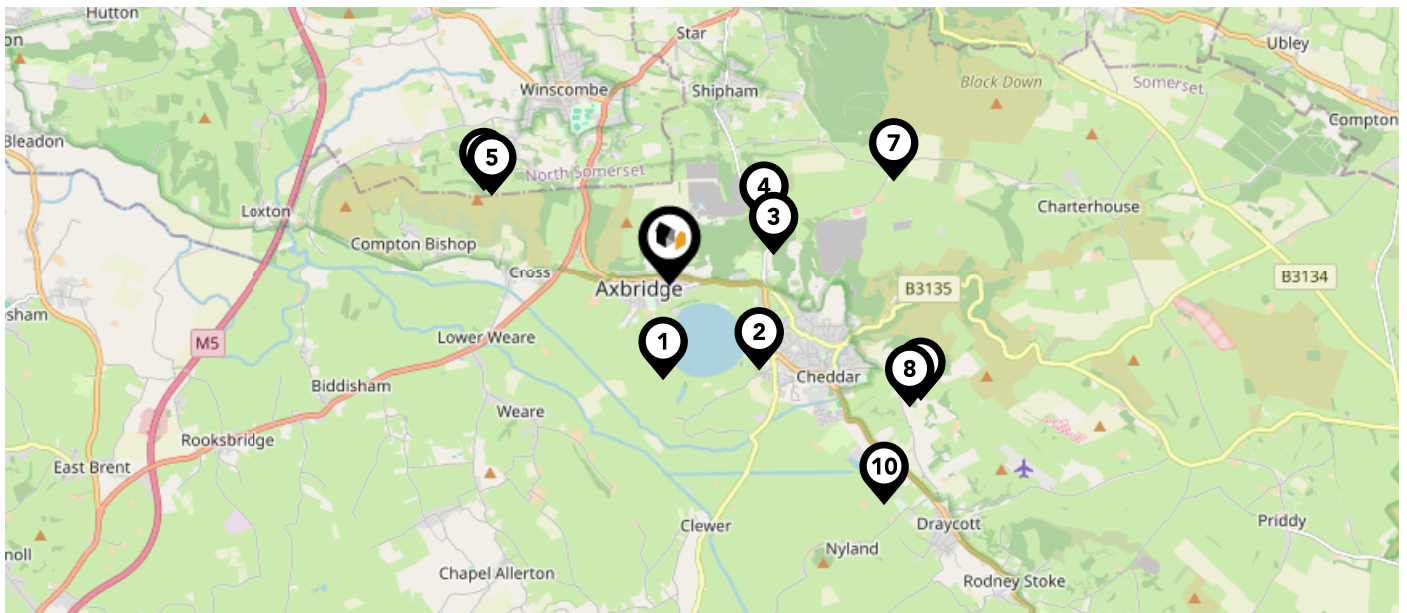 Hutton
Star
Ubley
on
Winscombe
Shipham
Black Down
Somerset
Compton
Bleadon
7
5
North Somerset
4
3
Loxton
Charterhouse
Compton Bishop
Cross
Axbridge
B3135
B3134
sham
M5
Lower Weare
1
2
Cheddar
8
Biddisham
Weare
Rooksbridge
East Brent
10
Clewer
Draycott
Priddy
noll
Nyland
Chapel Allerton
Rodney Stoke